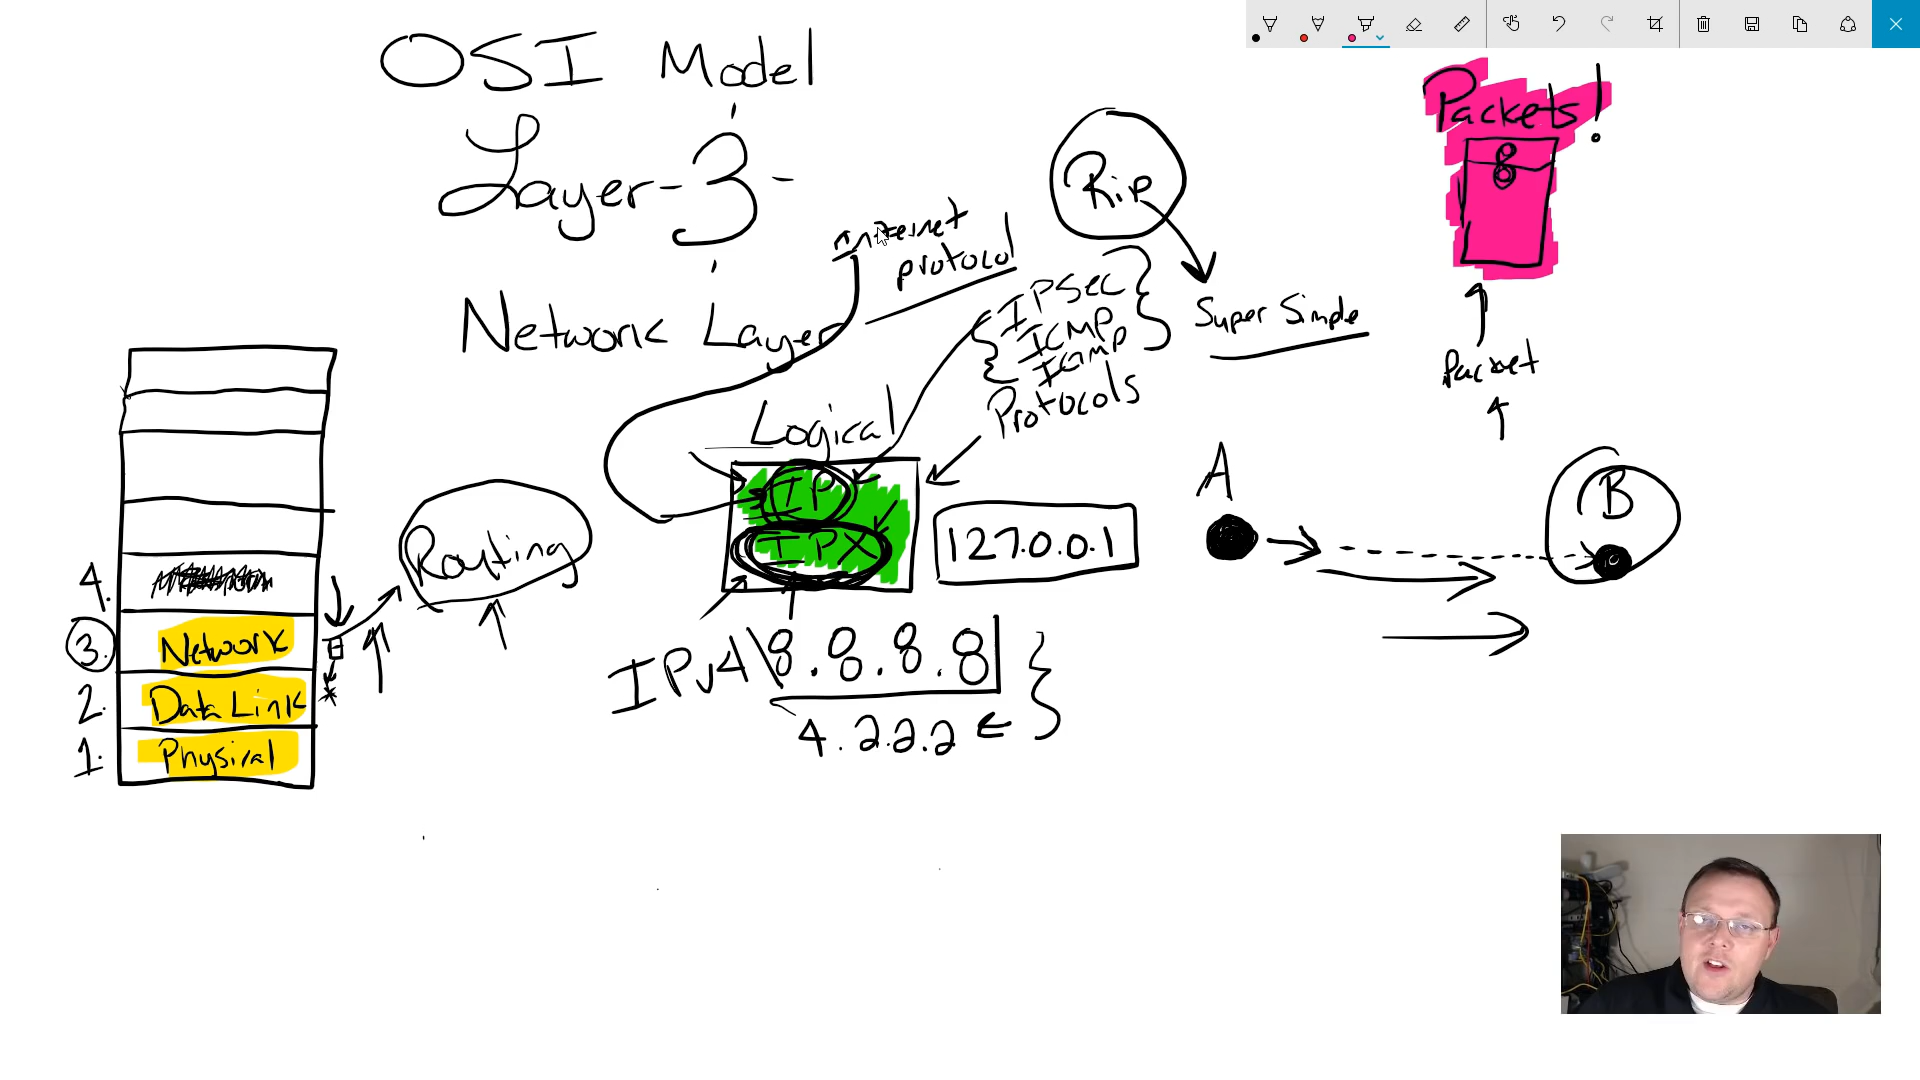 OSI Model
Layer-3-
Network Layer
internet
protocol
Rip
Super Simple
IPSec
ICMP
IGMP
Protocols
Packets!
8
Packet
Logical
IP
IPX
127.0.0.1
Routing
A
B
4.
3.
Network
2.
Data Link
1.
Physical
IPv4\8.8.8.8
4.2.2.2